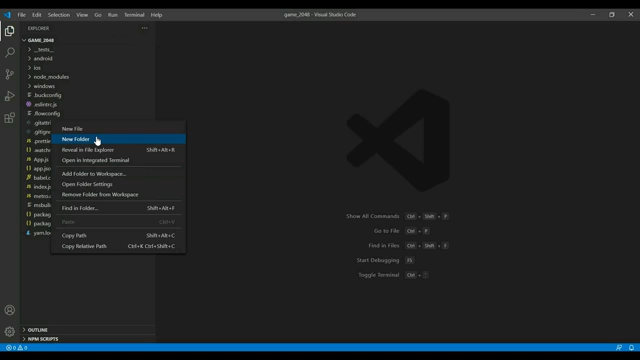 File Edit Selection View Go Run Terminal Help
game_2048 - Visual Studio Code
EXPLORER
GAME_2048
__tests__
android
ios
node_modules
windows
.buckconfig
.eslintrc.js
.flowconfig
.gitattri
.gitigno
.prettie
.watchm
App.js
app.json
babel.c
index.js
metro.c
msbuil
packag
packag
yarn.lo
New File
New Folder
Reveal in File Explorer Shift+Alt+R
Open in Integrated Terminal
Add Folder to Workspace...
Open Folder Settings
Remove Folder from Workspace
Find in Folder... Shift+Alt+F
Paste Ctrl+V
Copy Path Shift+Alt+C
Copy Relative Path Ctrl+K Ctrl+Shift+C
Show All Commands Ctrl + Shift + P
Go to File Ctrl + P
Find in Files Ctrl + Shift + F
Start Debugging F5
Toggle Terminal Ctrl + `
OUTLINE
NPM SCRIPTS
0 0